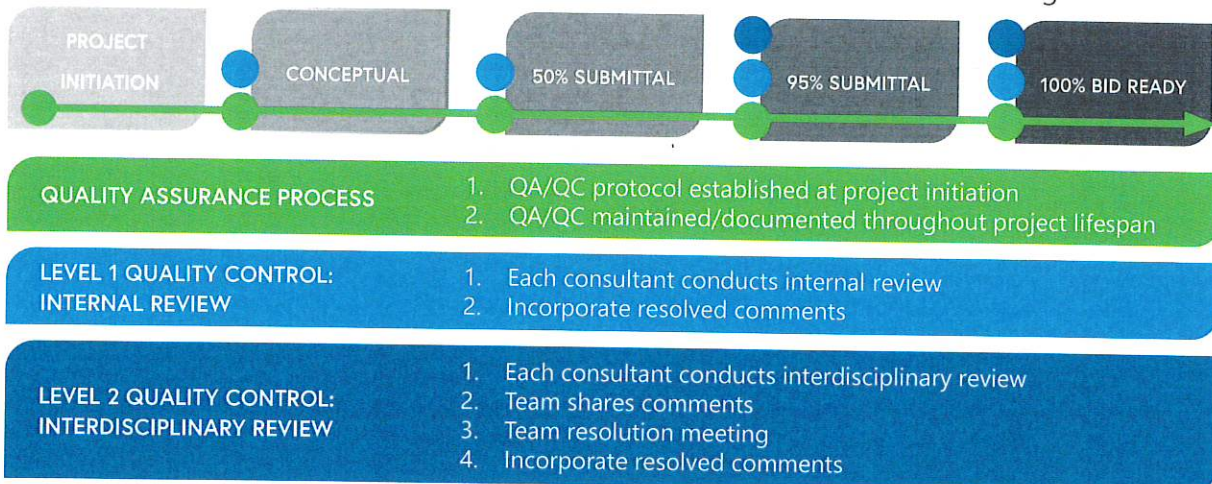 PROJECT
INITIATION
CONCEPTUAL
50% SUBMITTAL
95% SUBMITTAL
100% BID READY
QUALITY ASSURANCE PROCESS
1. QA/QC protocol established at project initiation
2. QA/QC maintained/documented throughout project lifespan
LEVEL 1 QUALITY CONTROL:
INTERNAL REVIEW
1. Each consultant conducts internal review
2. Incorporate resolved comments
LEVEL 2 QUALITY CONTROL:
INTERDISCIPLINARY REVIEW
1. Each consultant conducts interdisciplinary review
2. Team shares comments
3. Team resolution meeting
4. Incorporate resolved comments